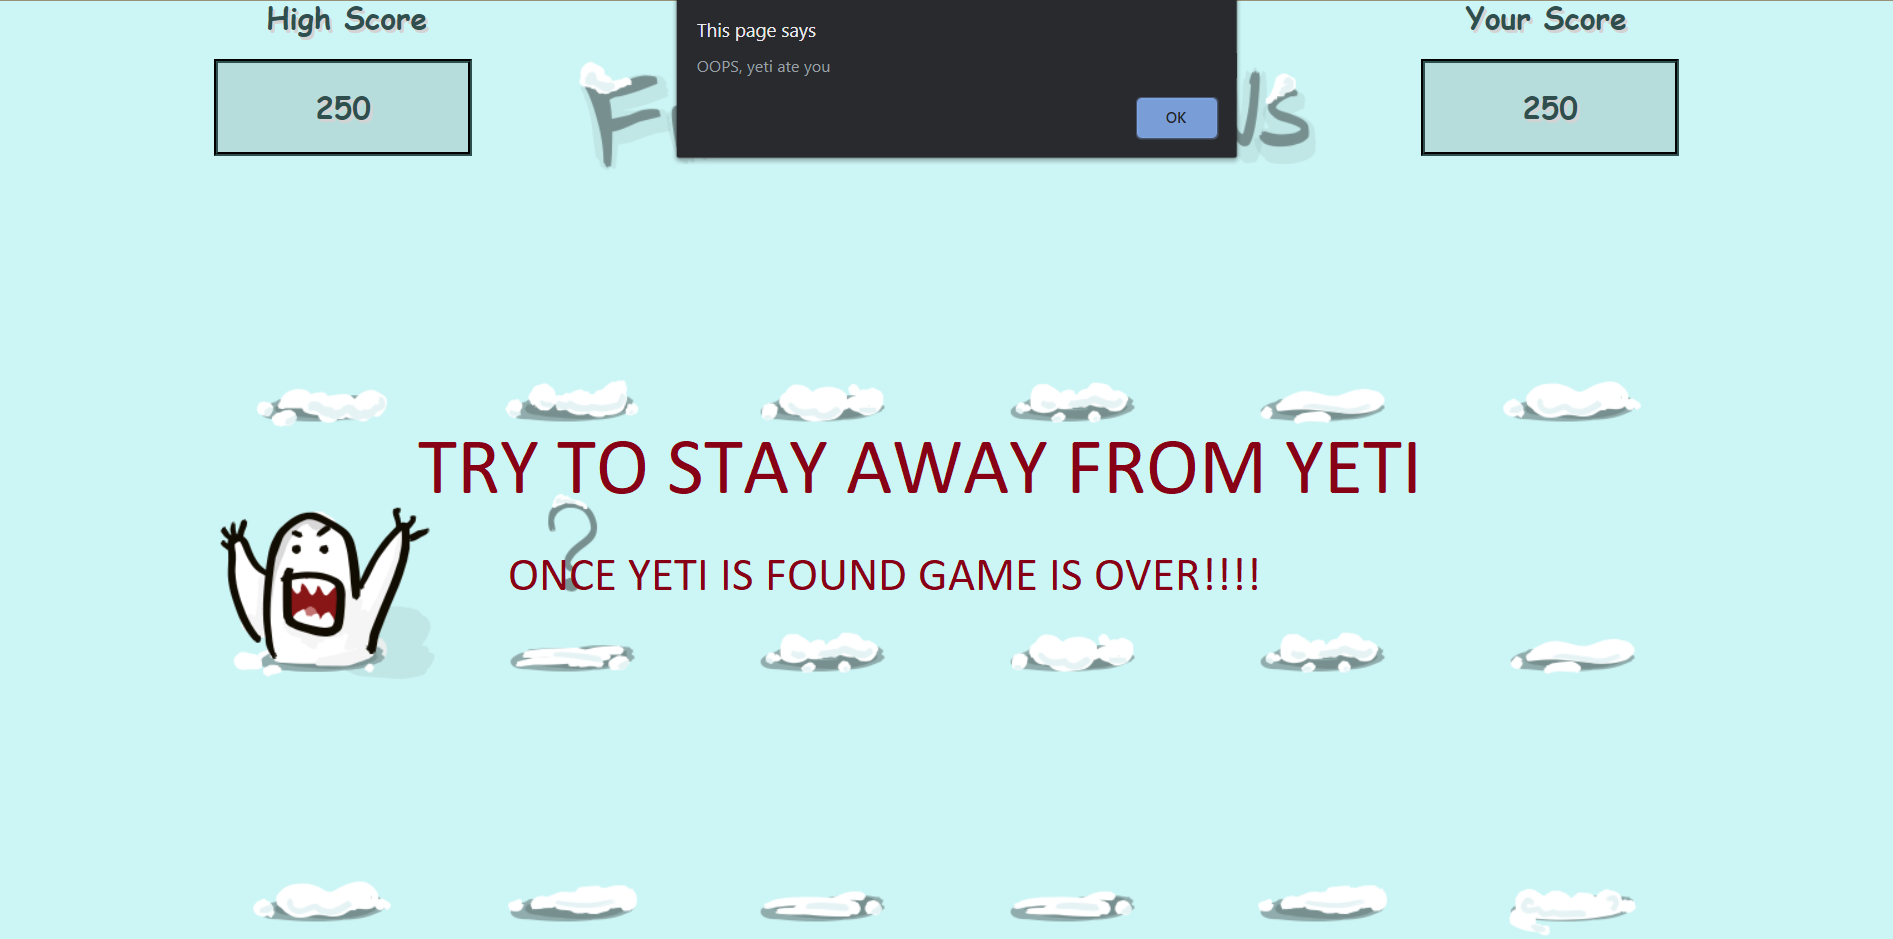 High Score
This page says
Your Score
OOPS, yeti ate you
250
OK
250
TRY TO STAY AWAY FROM YETI
?
ONCE YETI IS FOUND GAME IS OVER!!!!